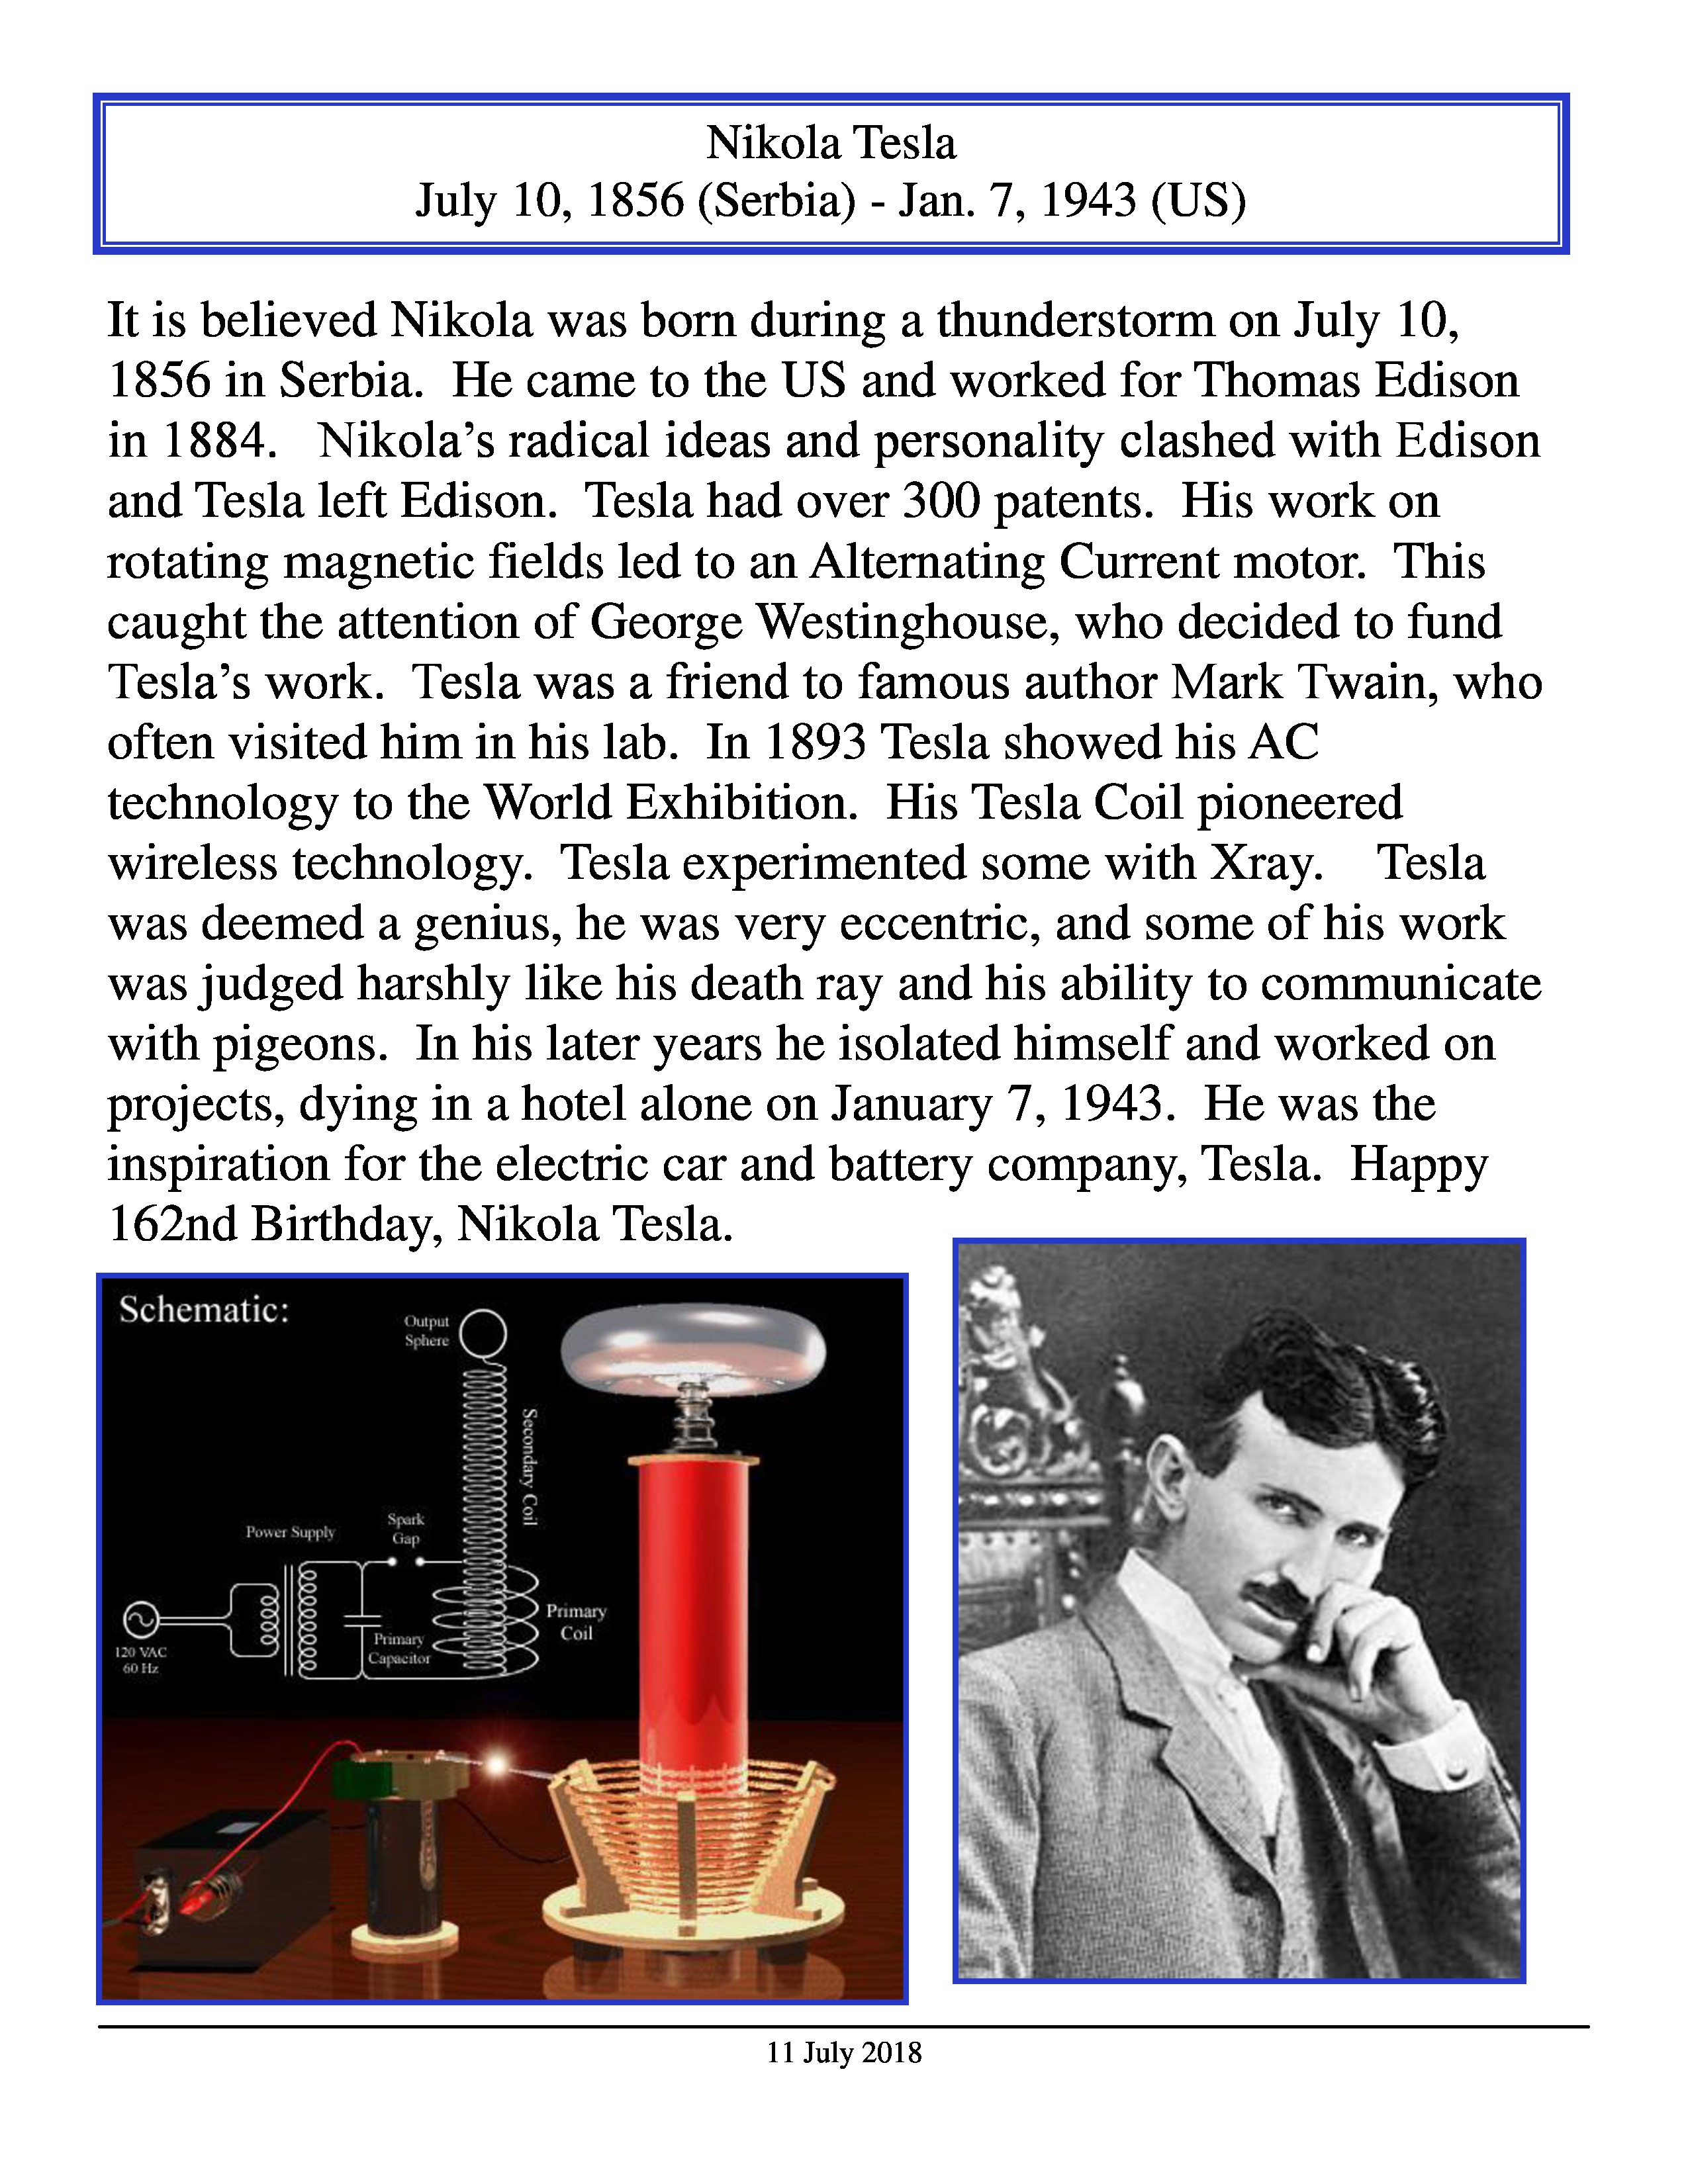 Nikola Tesla
July 10, 1856 (Serbia) - Jan. 7, 1943 (US)
It is believed Nikola was born during a thunderstorm on July 10,
1856 in Serbia.  He came to the US and worked for Thomas Edison
in 1884.   Nikola’s radical ideas and personality clashed with Edison
and Tesla left Edison.  Tesla had over 300 patents.  His work on
rotating magnetic fields led to an Alternating Current motor.  This
caught the attention of George Westinghouse, who decided to fund
Tesla’s work.  Tesla was a friend to famous author Mark Twain, who
often visited him in his lab.  In 1893 Tesla showed his AC
technology to the World Exhibition.  His Tesla Coil pioneered
wireless technology.  Tesla experimented some with Xray.    Tesla
was deemed a genius, he was very eccentric, and some of his work
was judged harshly like his death ray and his ability to communicate
with pigeons.  In his later years he isolated himself and worked on
projects, dying in a hotel alone on January 7, 1943.  He was the
inspiration for the electric car and battery company, Tesla.  Happy
162nd Birthday, Nikola Tesla.
Schematic:
Output
Sphere
Secondary Coil
Spark
Gap
Power Supply
Primary
Coil
Primary
Capacitor
120 VAC
60 Hz
11 July 2018